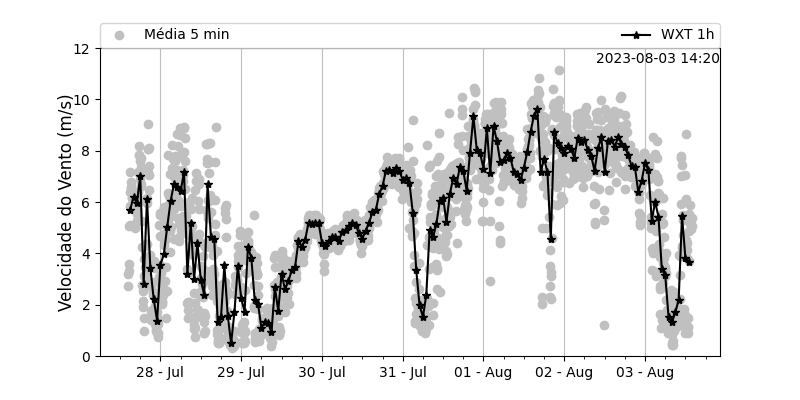 Média 5 min
WXT 1h
2023-08-03 14:20
Velocidade do Vento (m/s)
12
10
8
6
4
2
0
28 - Jul
29 - Jul
30 - Jul
31 - Jul
01 - Aug
02 - Aug
03 - Aug